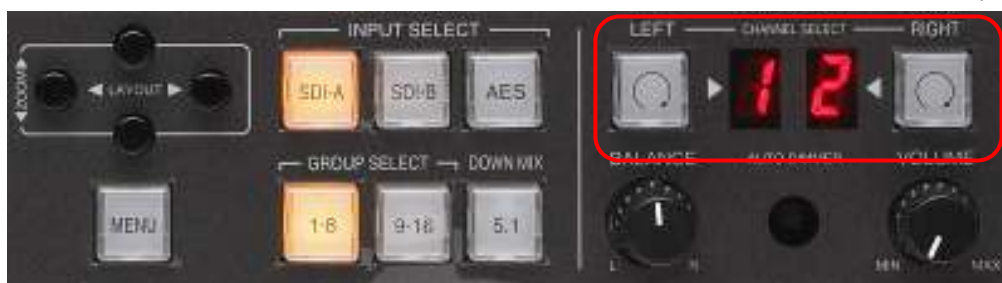 INPUT SELECT
LEFT CHANNEL SELECT RIGHT
ZOOM
LAYOUT
SDI-A SDI-B AES
1 2
GROUP SELECT DOWN MIX
BALANCE AUTO DIMMER VOLUME
MENU
1-8 9-16 5.1
L R
MIN MAX